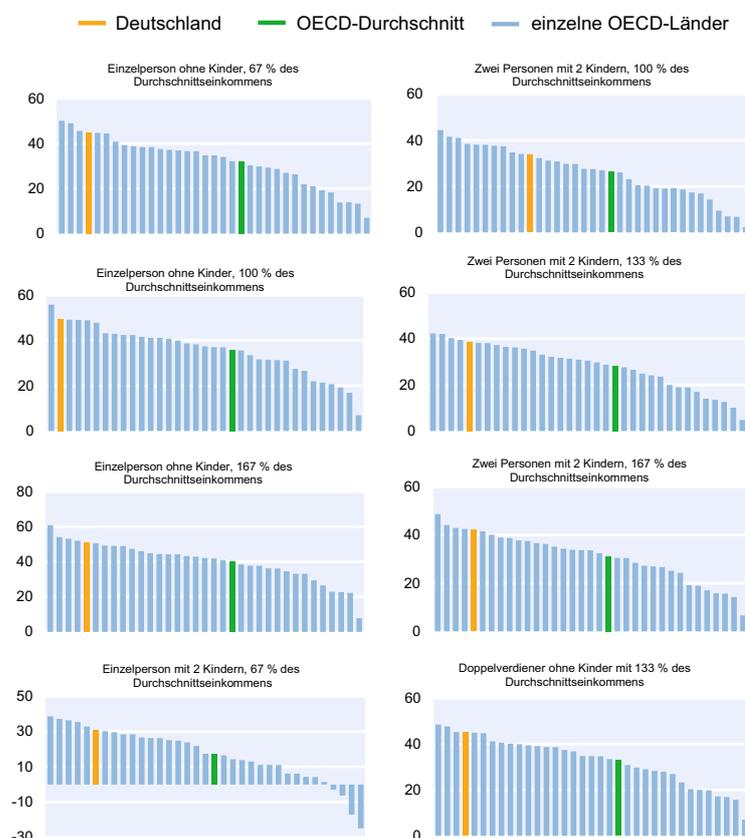 Deutschland OECD-Durchschnitt einzelne OECD-Länder
Einzelperson ohne Kinder, 67 % des
Durchschnittseinkommens
60
40
20
0
Zwei Personen mit 2 Kindern, 100 % des
Durchschnittseinkommens
60
40
20
0
Einzelperson ohne Kinder, 100 % des
Durchschnittseinkommens
60
40
20
0
Zwei Personen mit 2 Kindern, 133 % des
Durchschnittseinkommens
60
40
20
0
Einzelperson ohne Kinder, 167 % des
Durchschnittseinkommens
80
60
40
20
0
Zwei Personen mit 2 Kindern, 167 % des
Durchschnittseinkommens
60
40
20
0
Einzelperson mit 2 Kindern, 67 % des
Durchschnittseinkommens
50
30
10
-10
-30
Doppelverdiener ohne Kinder mit 133 % des
Durchschnittseinkommens
60
40
20
0